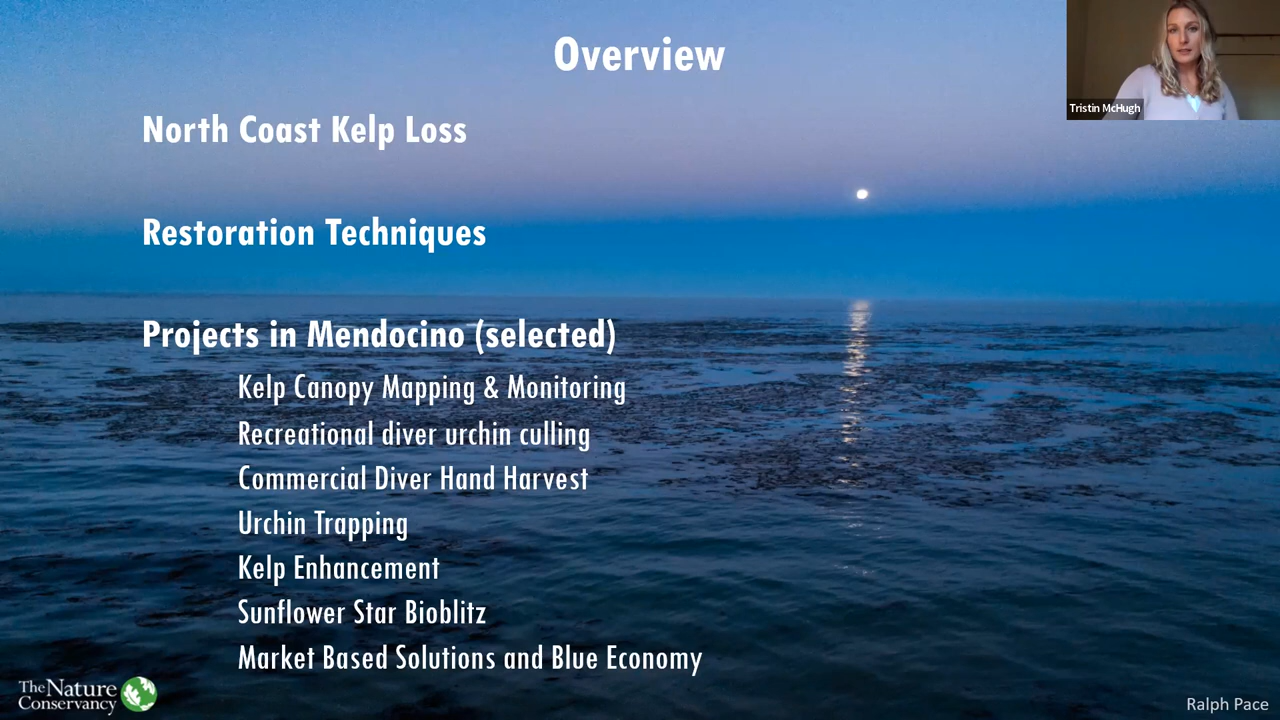 Overview
Tristin McHugh
North Coast Kelp Loss
Restoration Techniques
Projects in Mendocino (selected)
Kelp Canopy Mapping & Monitoring
Recreational diver urchin culling
Commercial Diver Hand Harvest
Urchin Trapping
Kelp Enhancement
Sunflower Star Bioblitz
Market Based Solutions and Blue Economy
The Nature
Conservancy
Ralph Pace